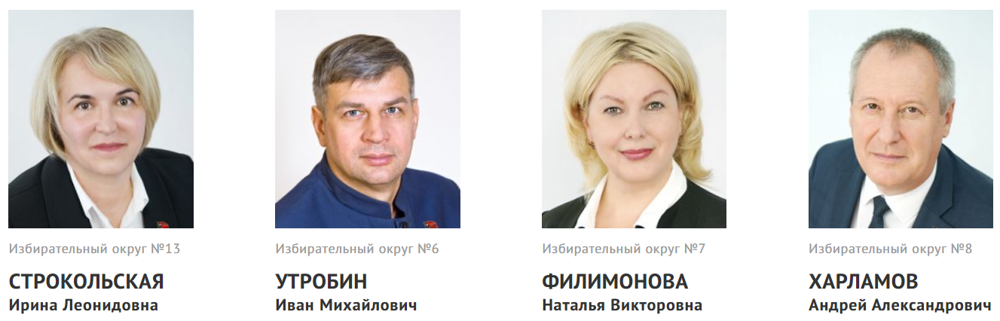 Избирательный округ №13
СТРОКОЛЬСКАЯ
Ирина Леонидовна
Избирательный округ №6
УТРОБИН
Иван Михайлович
Избирательный округ №7
ФИЛИМОНОВА
Наталья Викторовна
Избирательный округ №8
ХАРЛАМОВ
Андрей Александрович